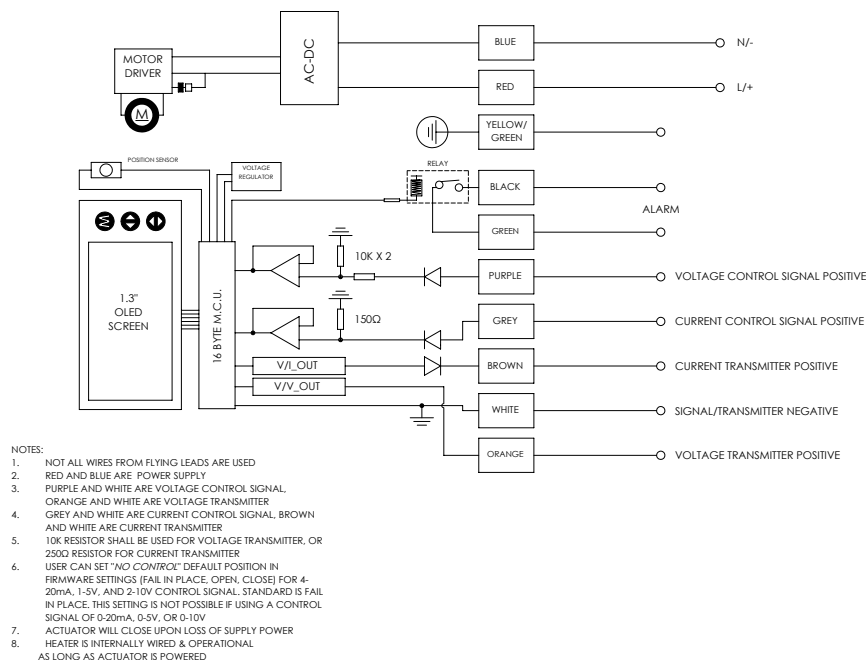 MOTOR
DRIVER
M
AC-DC
BLUE
N/-
RED
L/+
YELLOW/
GREEN
POSITION SENSOR
VOLTAGE
REGULATOR
RELAY
BLACK
ALARM
GREEN
10K X 2
PURPLE
VOLTAGE CONTROL SIGNAL POSITIVE
M
1.3"
OLED
SCREEN
16 BYTE M.C.U.
150Ω
GREY
CURRENT CONTROL SIGNAL POSITIVE
V/I_OUT
BROWN
CURRENT TRANSMITTER POSITIVE
V/V_OUT
WHITE
SIGNAL/TRANSMITTER NEGATIVE
ORANGE
VOLTAGE TRANSMITTER POSITIVE
NOTES:
1. NOT ALL WIRES FROM FLYING LEADS ARE USED
2. RED AND BLUE ARE POWER SUPPLY
3. PURPLE AND WHITE ARE VOLTAGE CONTROL SIGNAL,
ORANGE AND WHITE ARE VOLTAGE TRANSMITTER
4. GREY AND WHITE ARE CURRENT CONTROL SIGNAL, BROWN
AND WHITE ARE CURRENT TRANSMITTER
5. 10K RESISTOR SHALL BE USED FOR VOLTAGE TRANSMITTER, OR
250Ω RESISTOR FOR CURRENT TRANSMITTER
6. USER CAN SET "NO CONTROL" DEFAULT POSITION IN
FIRMWARE SETTINGS (FAIL IN PLACE, OPEN, CLOSE) FOR 4-
20mA, 1-5V, AND 2-10V CONTROL SIGNAL. STANDARD IS FAIL
IN PLACE. THIS SETTING IS NOT POSSIBLE IF USING A CONTROL
SIGNAL OF 0-20mA, 0-5V, OR 0-10V
7. ACTUATOR WILL CLOSE UPON LOSS OF SUPPLY POWER
8. HEATER IS INTERNALLY WIRED & OPERATIONAL
AS LONG AS ACTUATOR IS POWERED